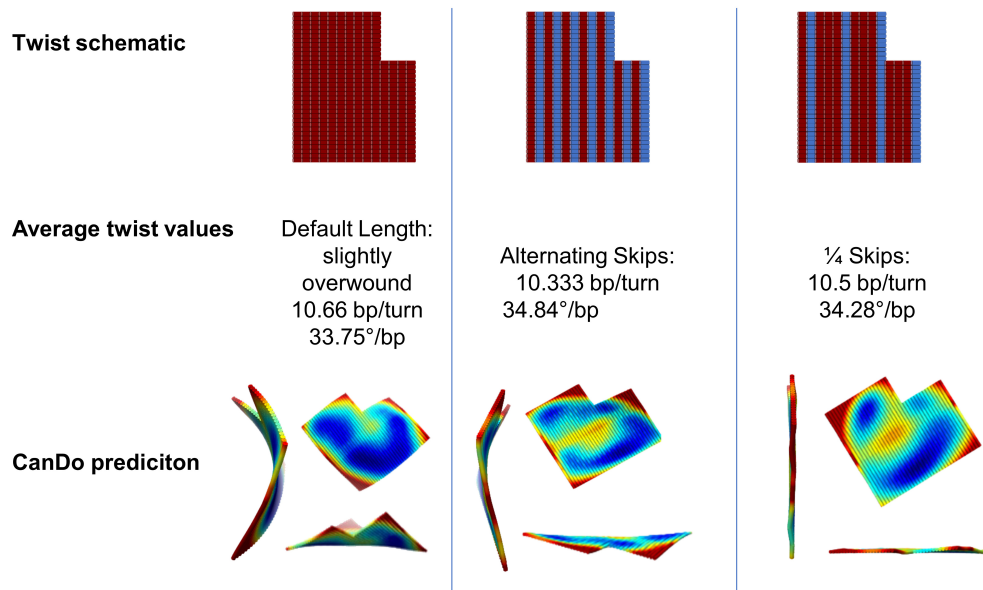 Twist schematic
Average twist values
Default Length:
slightly
overwound
10.66 bp/turn
33.75°/bp
Alternating Skips:
10.333 bp/turn
34.84°/bp
¼ Skips:
10.5 bp/turn
34.28°/bp
CanDo prediciton